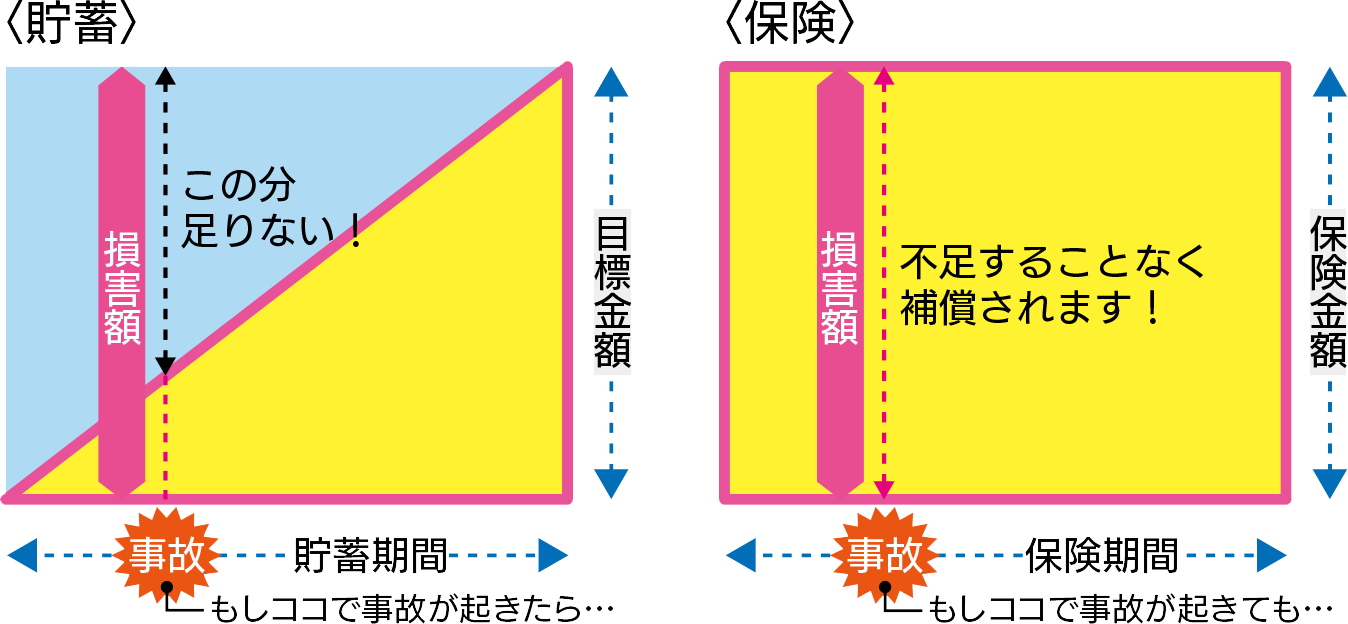 〈貯蓄〉
この分
足りない！
損害額
目標金額
事故
貯蓄期間
もしココで事故が起きたら…
〈保険〉
損害額
不足することなく
補償されます！
保険金額
事故
保険期間
もしココで事故が起きても…